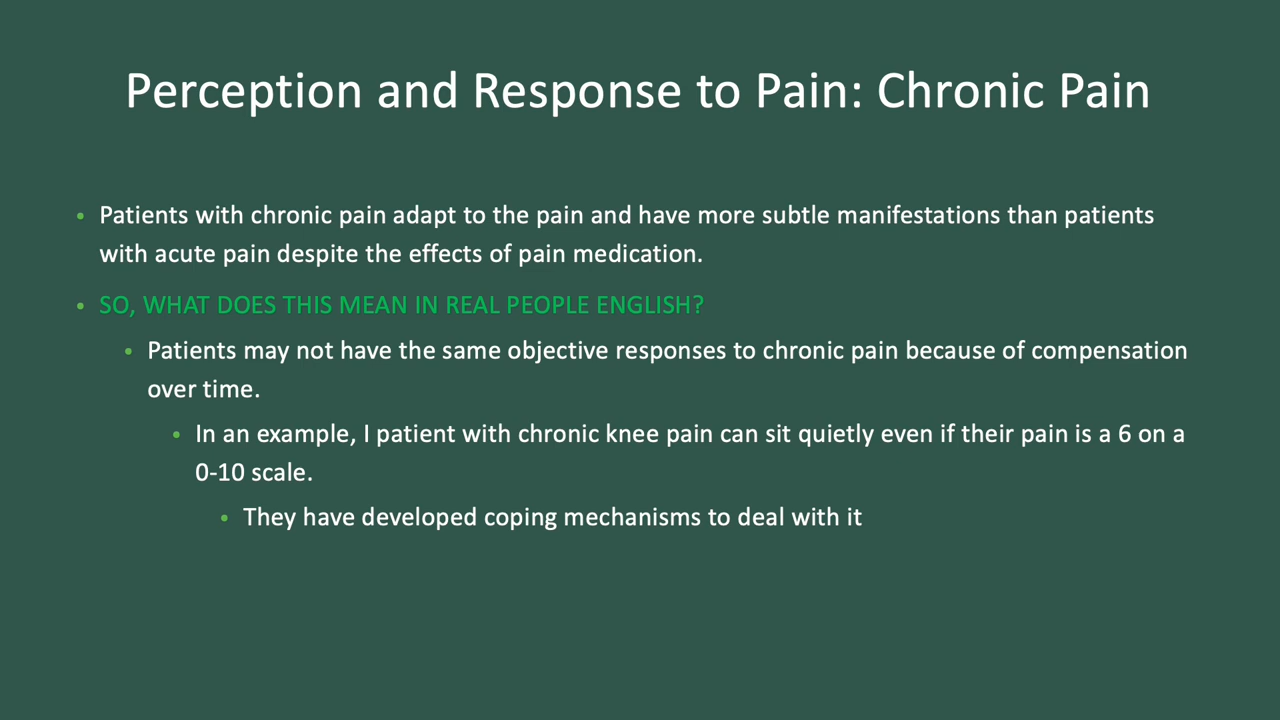 Perception and Response to Pain: Chronic Pain
• Patients with chronic pain adapt to the pain and have more subtle manifestations than patients
with acute pain despite the effects of pain medication.
• SO, WHAT DOES THIS MEAN IN REAL PEOPLE ENGLISH?
• Patients may not have the same objective responses to chronic pain because of compensation
over time.
• In an example, I patient with chronic knee pain can sit quietly even if their pain is a 6 on a
0-10 scale.
• They have developed coping mechanisms to deal with it